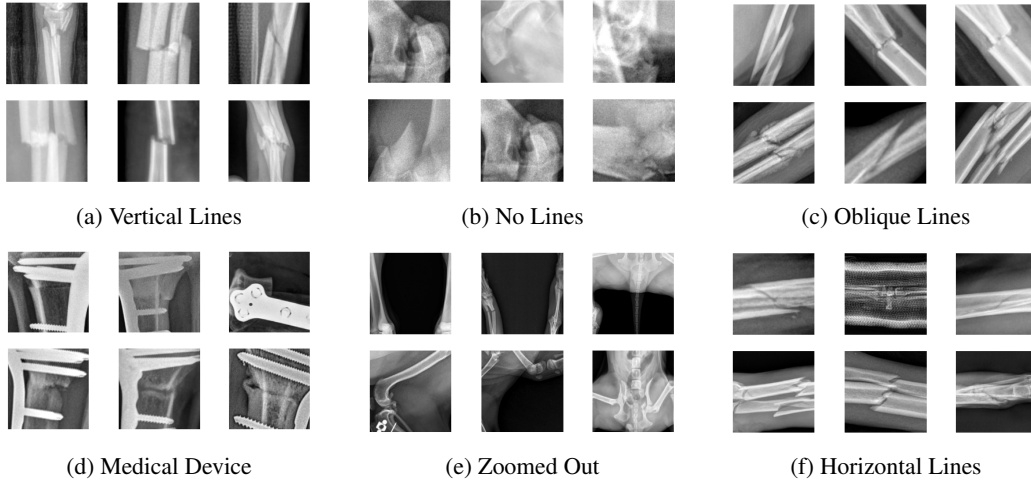 (a) Vertical Lines
(b) No Lines
(c) Oblique Lines
(d) Medical Device
(e) Zoomed Out
(f) Horizontal Lines